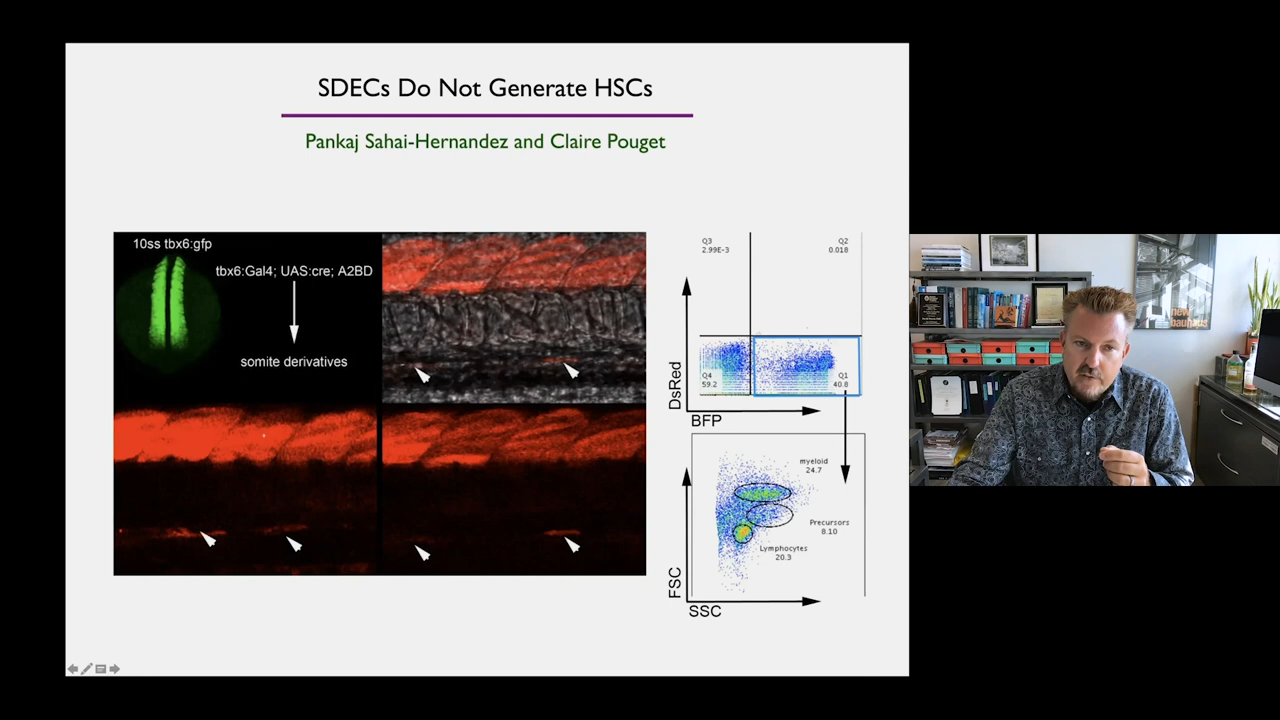 SDECs Do Not Generate HSCs
Pankaj Sahai-Hernandez and Claire Pouget
10ss tbx6:gfp
tbx6:Gal4; UAS:cre; A2BD
somite derivatives
Q3
2.99E-3
Q2
0.018
Q4
59.2
Q1
40.8
DsRed
BFP
myeloid
24.7
Precursors
8.10
Lymphocytes
20.3
FSC
SSC
new
bauhaus